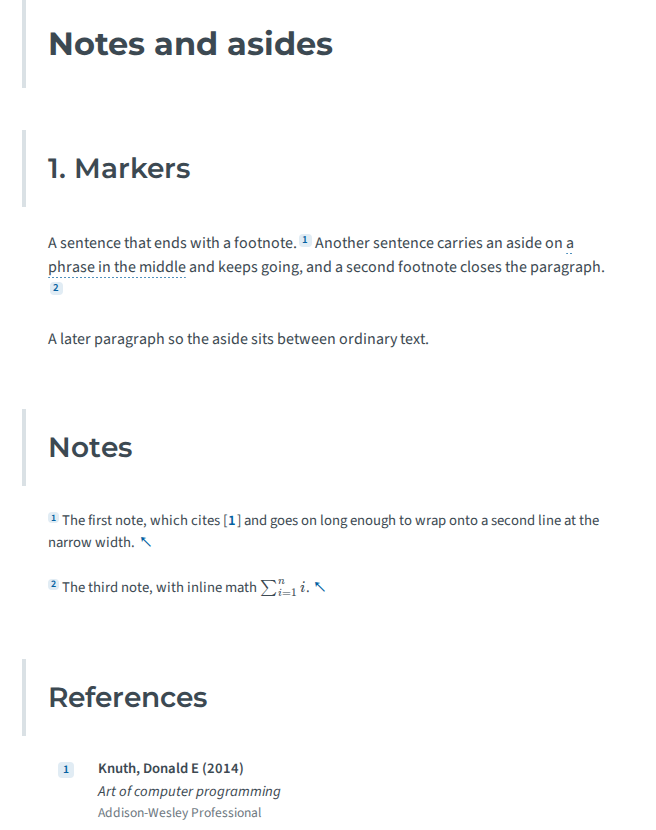 Notes and asides
1. Markers
A sentence that ends with a footnote. 1 Another sentence carries an aside on a
phrase in the middle and keeps going, and a second footnote closes the paragraph.
2
A later paragraph so the aside sits between ordinary text.
Notes
1 The first note, which cites [1] and goes on long enough to wrap onto a second line at the
narrow width. ↖
2 The third note, with inline math ∑ⁿᵢ₌₁ i. ↖
References
1 Knuth, Donald E (2014)
Art of computer programming
Addison-Wesley Professional